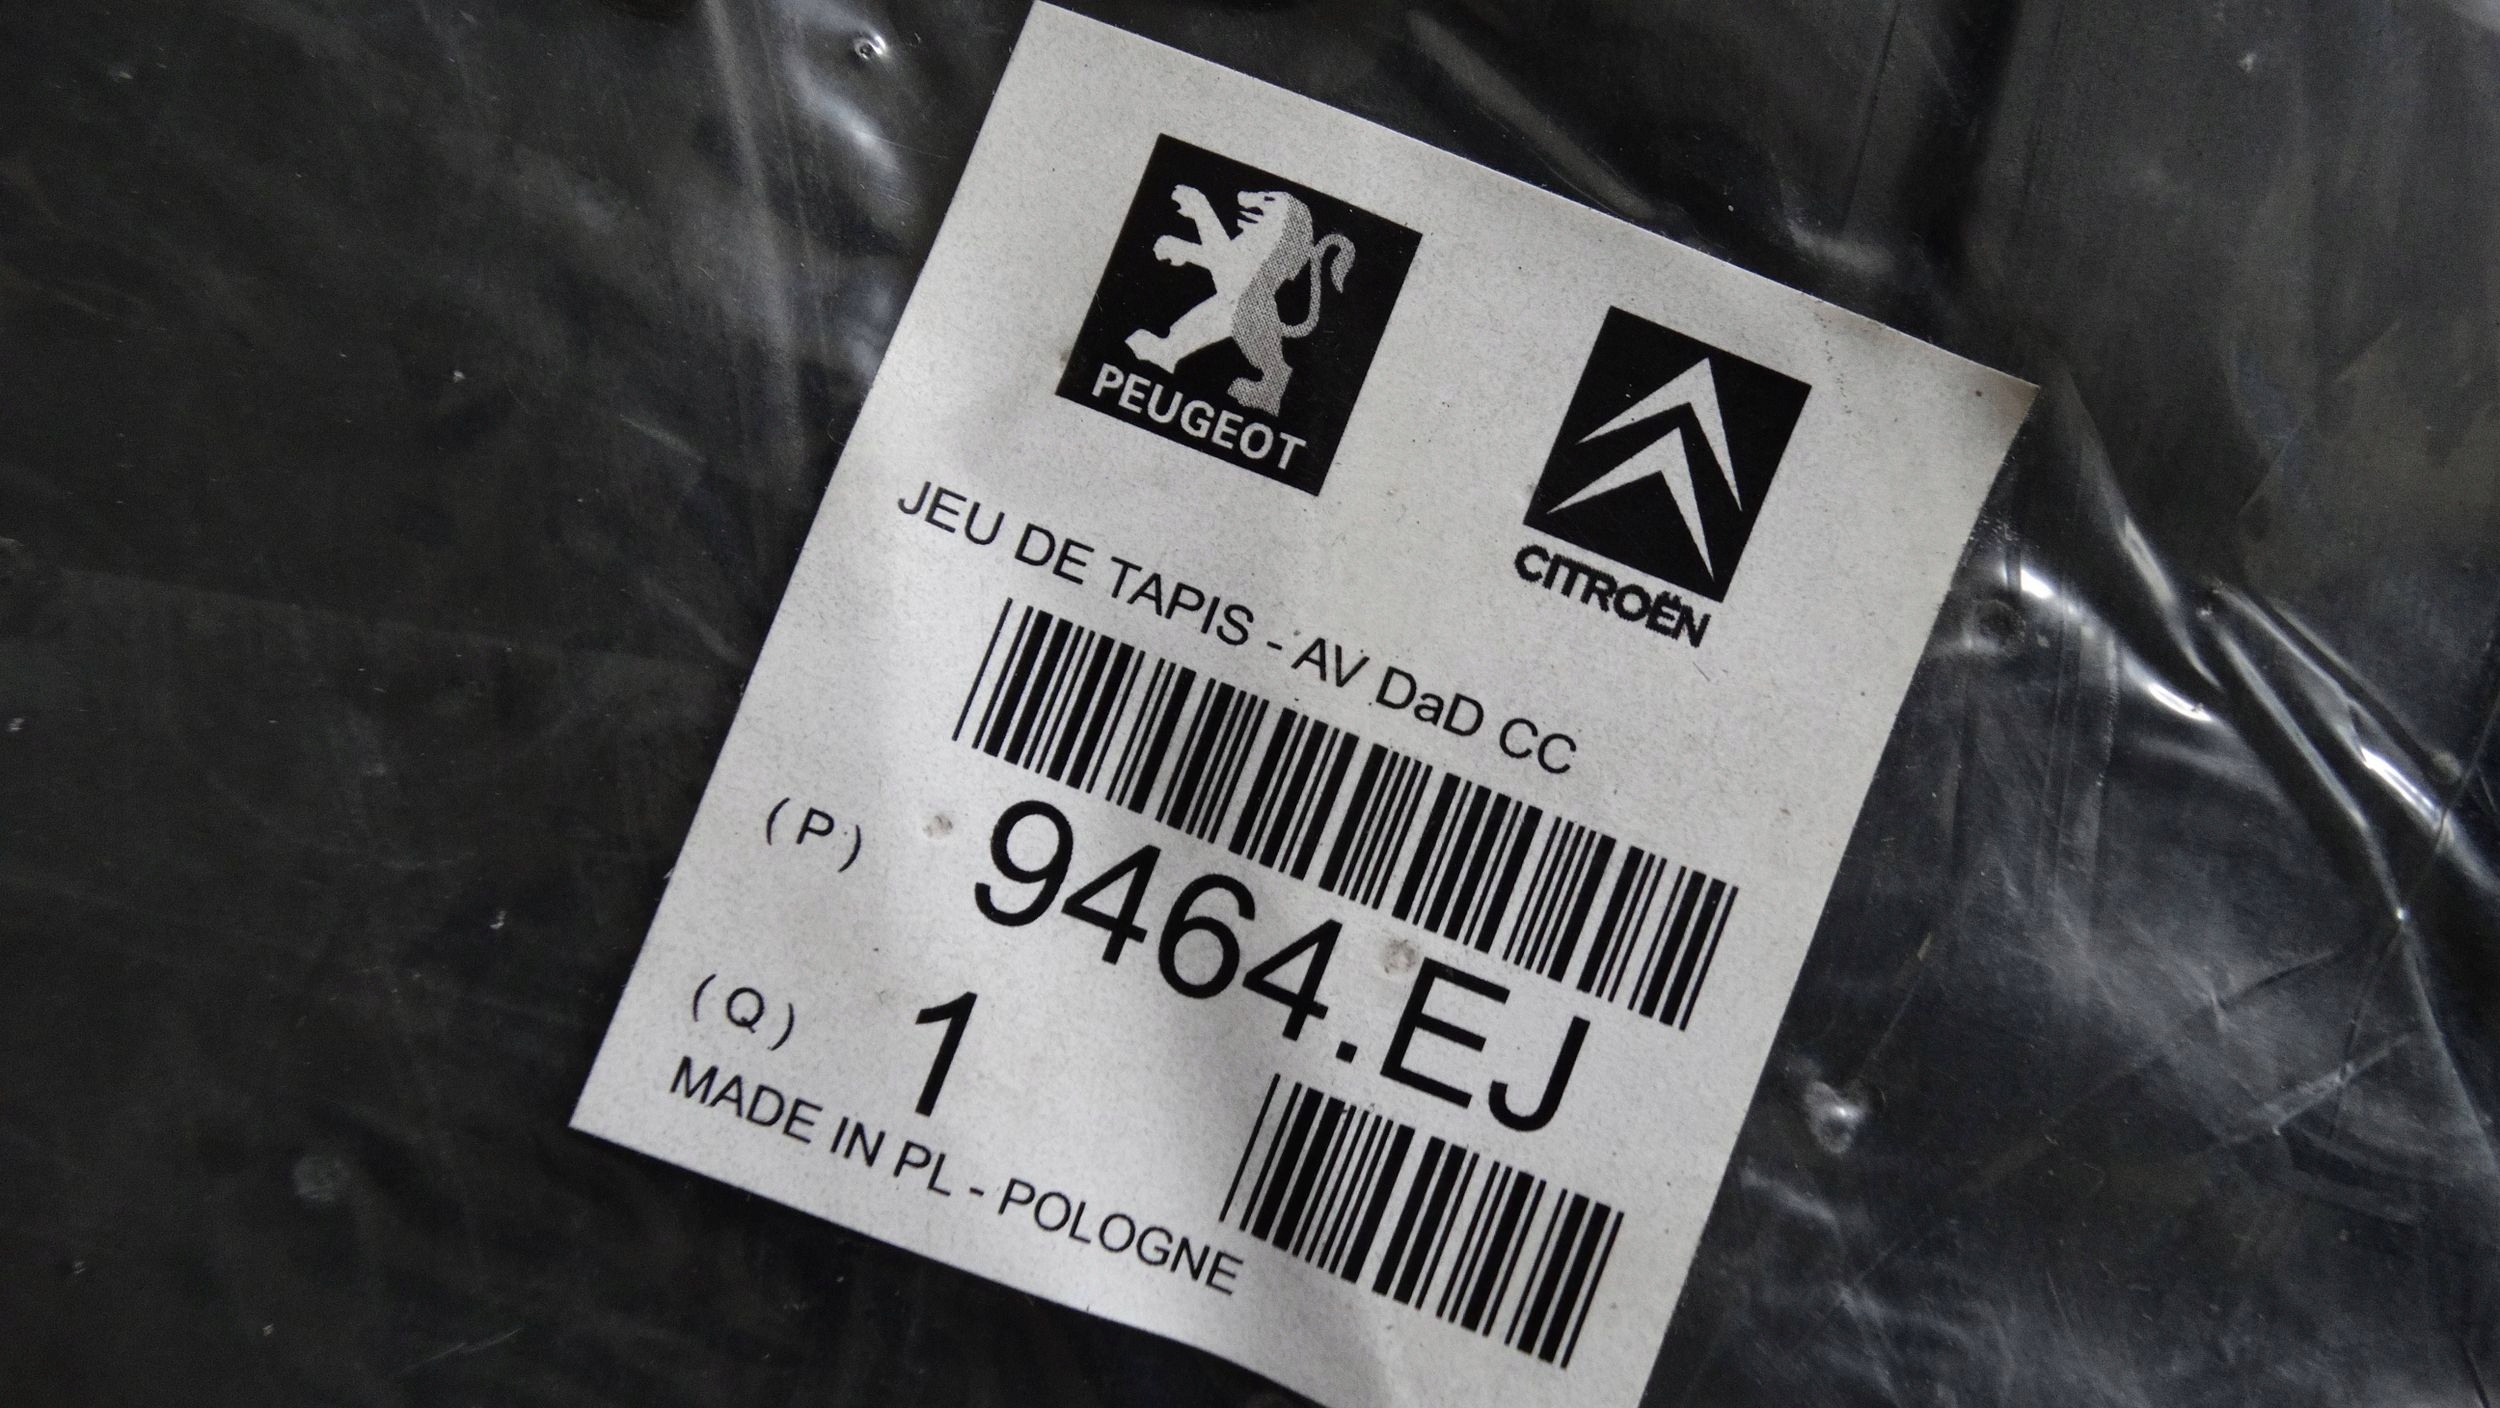 PEUGEOT
CITROËN
JEU DE TAPIS - AV DaD CC
(P) 9464.EJ
(Q) 1
MADE IN PL - POLOGNE